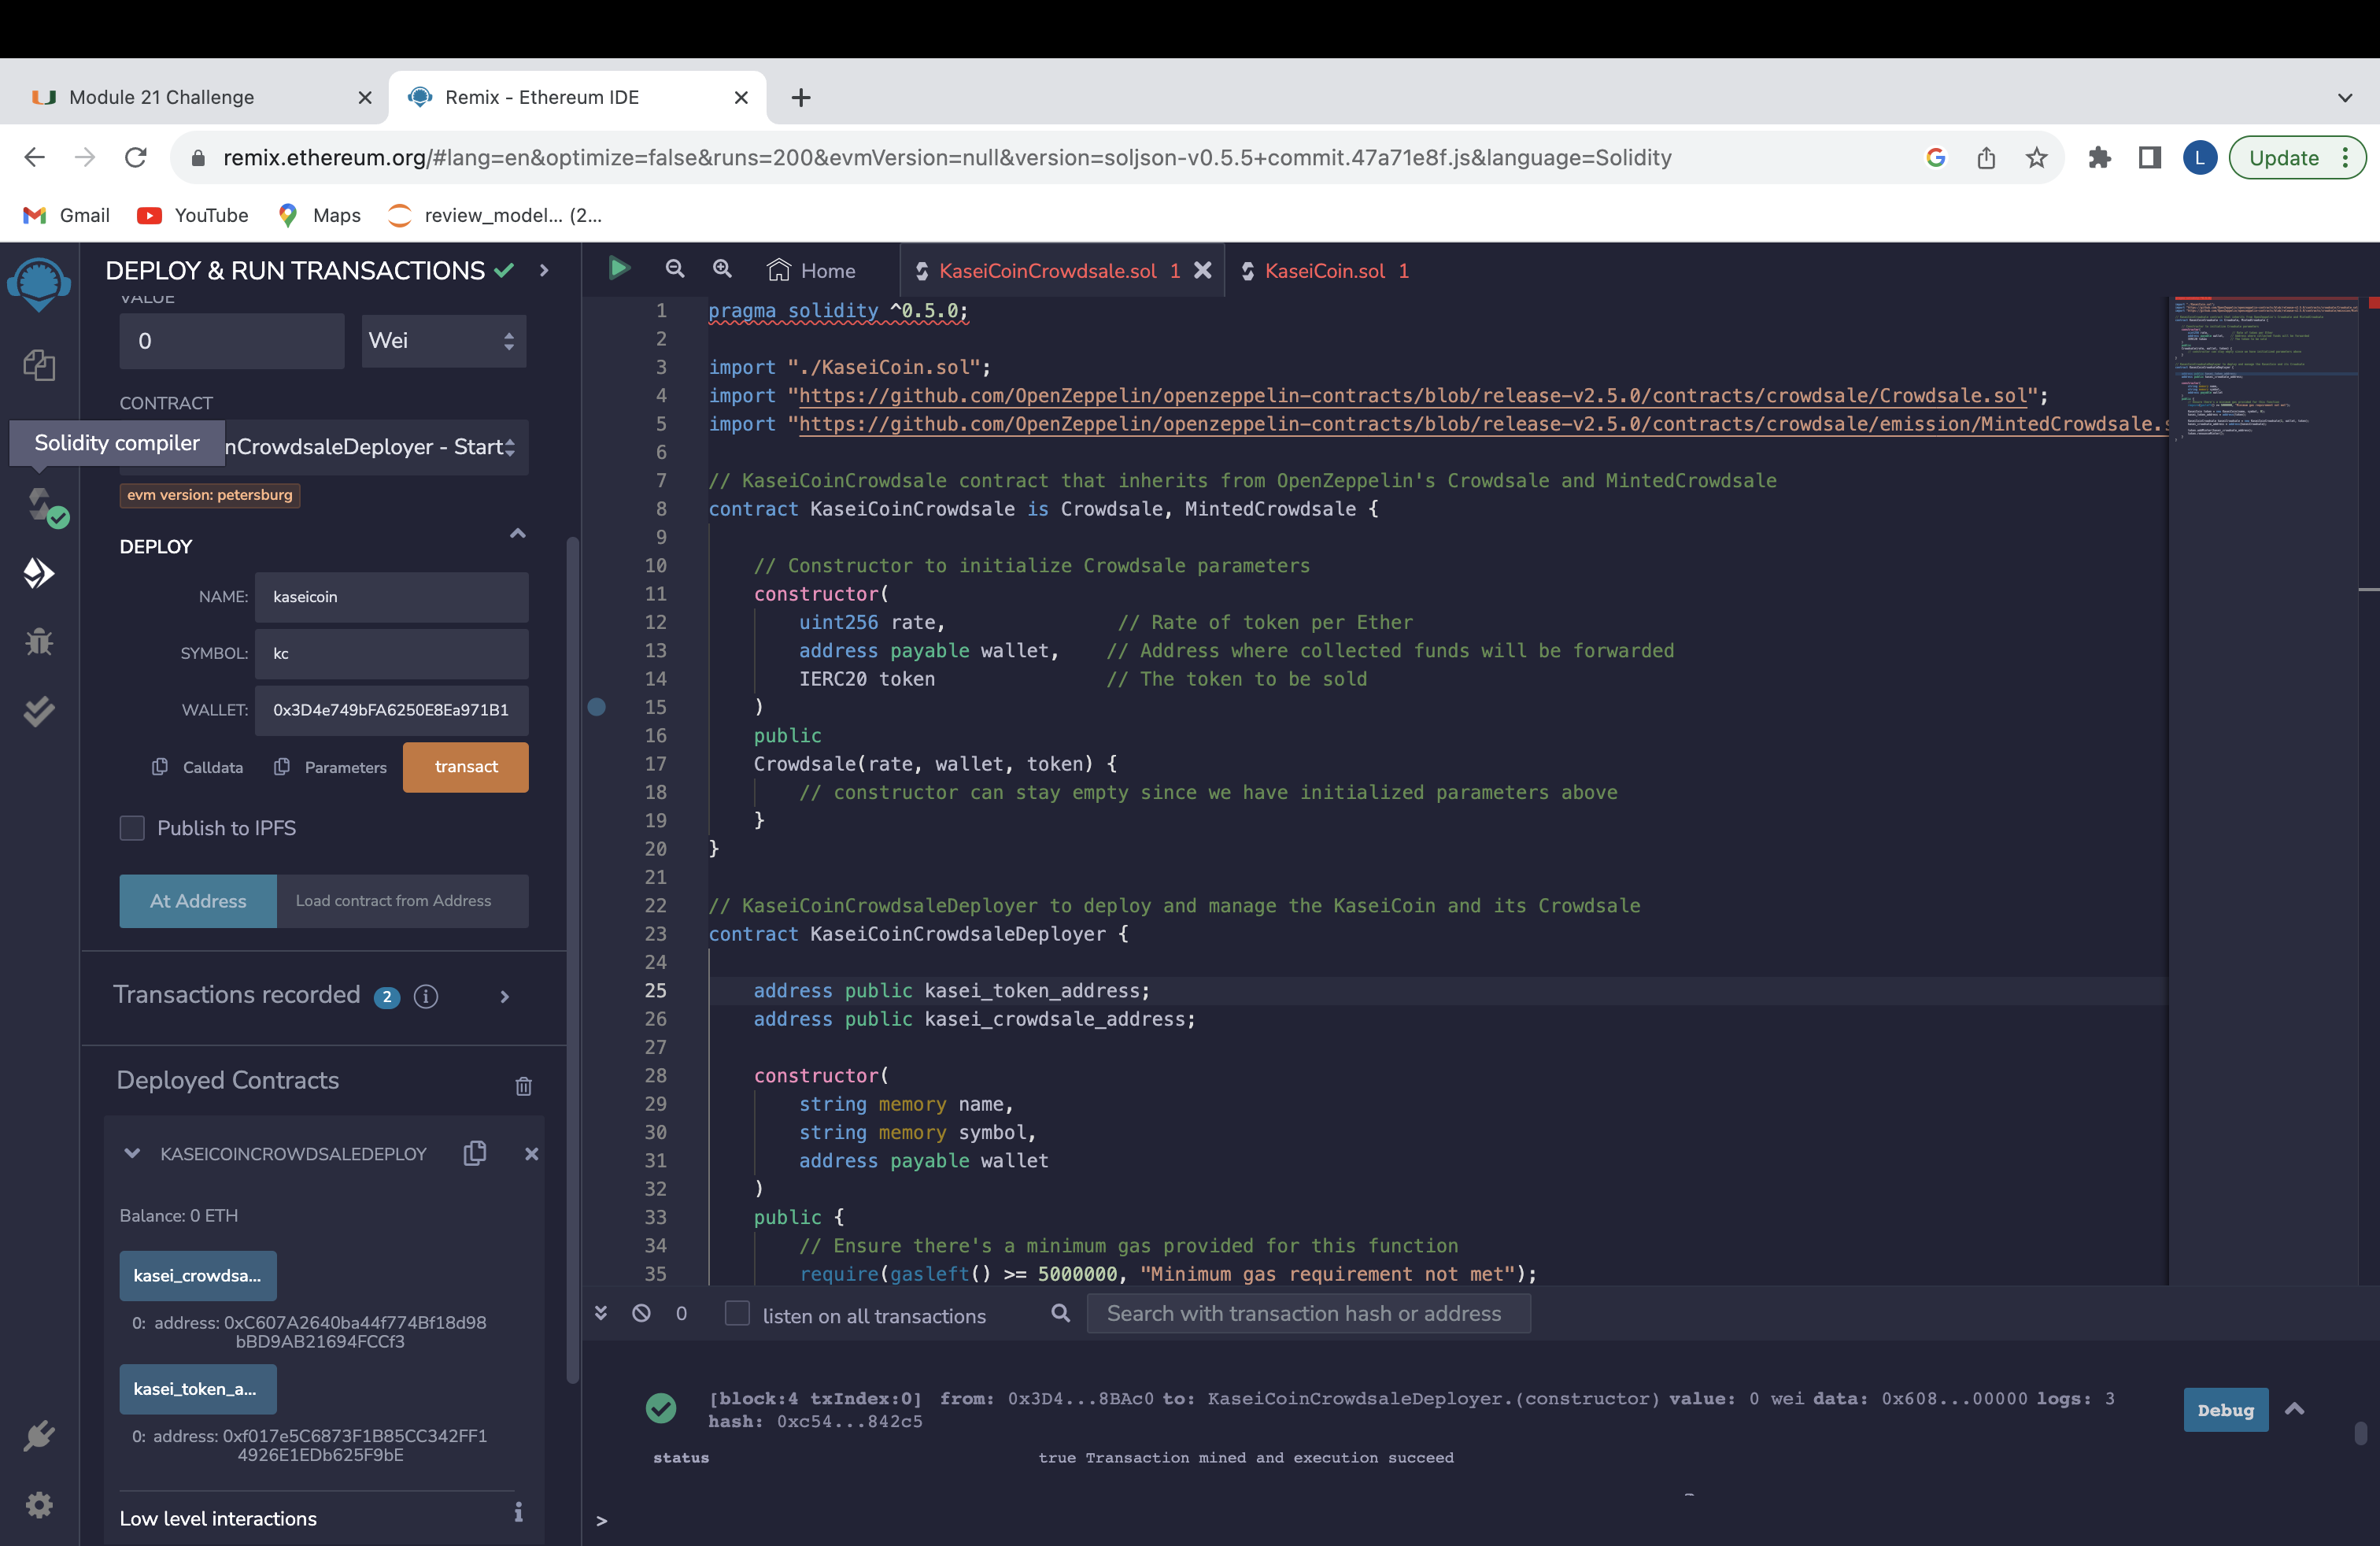 Module 21 Challenge
Remix - Ethereum IDE
remix.ethereum.org/#lang=en&optimize=false&runs=200&evmVersion=null&version=soljson-v0.5.5+commit.47a71e8f.js&language=Solidity
L
Update
Gmail
YouTube
Maps
review_model... (2...
DEPLOY & RUN TRANSACTIONS
VALUE
0
Wei
CONTRACT
Solidity compiler
nCrowdsaleDeployer - Start
evm version: petersburg
DEPLOY
NAME:
kaseicoin
SYMBOL:
kc
WALLET:
0x3D4e749bFA6250E8Ea971B1
Calldata
Parameters
transact
Publish to IPFS
At Address
Load contract from Address
Transactions recorded 2 i
Deployed Contracts
KASEICOINCROWDSALEDEPLOY
Balance: 0 ETH
kasei_crowdsa...
0: address: 0xC607A2640ba44f774Bf18d98
bBD9AB21694FCCf3
kasei_token_a...
0: address: 0xf017e5C6873F1B85CC342FF1
4926E1EDb625F9bE
Low level interactions
i
Home
KaseiCoinCrowdsale.sol 1
KaseiCoin.sol 1
1 pragma solidity ^0.5.0;
2
3 import "./KaseiCoin.sol";
4 import "https://github.com/OpenZeppelin/openzeppelin-contracts/blob/release-v2.5.0/contracts/crowdsale/Crowdsale.sol";
5 import "https://github.com/OpenZeppelin/openzeppelin-contracts/blob/release-v2.5.0/contracts/crowdsale/emission/MintedCrowdsale.s
6
7 // KaseiCoinCrowdsale contract that inherits from OpenZeppelin's Crowdsale and MintedCrowdsale
8 contract KaseiCoinCrowdsale is Crowdsale, MintedCrowdsale {
9
10 // Constructor to initialize Crowdsale parameters
11 constructor(
12 uint256 rate, // Rate of token per Ether
13 address payable wallet, // Address where collected funds will be forwarded
14 IERC20 token // The token to be sold
15 )
16 public
17 Crowdsale(rate, wallet, token) {
18 // constructor can stay empty since we have initialized parameters above
19 }
20 }
21
22 // KaseiCoinCrowdsaleDeployer to deploy and manage the KaseiCoin and its Crowdsale
23 contract KaseiCoinCrowdsaleDeployer {
24
25 address public kasei_token_address;
26 address public kasei_crowdsale_address;
27
28 constructor(
29 string memory name,
30 string memory symbol,
31 address payable wallet
32 )
33 public {
34 // Ensure there's a minimum gas provided for this function
35 require(gasleft() >= 5000000, "Minimum gas requirement not met");
0
listen on all transactions
Search with transaction hash or address
[block:4 txIndex:0] from: 0x3D4...8BAc0 to: KaseiCoinCrowdsaleDeployer.(constructor) value: 0 wei data: 0x608...00000 logs: 3
hash: 0xc54...842c5
Debug
status true Transaction mined and execution succeed
>